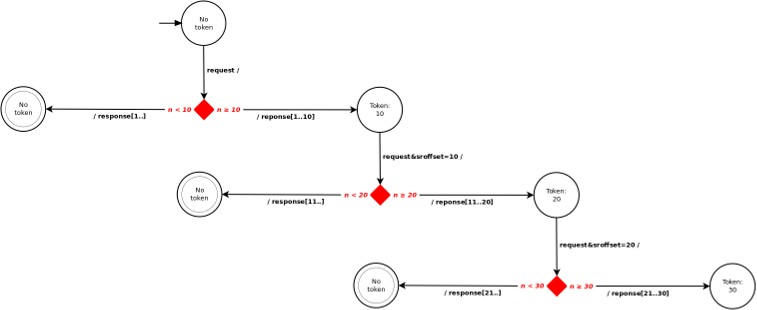 No
token
request /
No
token
n < 10
n ≥ 10
/ response[1..]
/ reponse[1..10]
Token:
10
request&sroffset=10 /
No
token
n < 20
n ≥ 20
/ response[11..]
/ reponse[11..20]
Token:
20
request&sroffset=20 /
No
token
n < 30
n ≥ 30
/ response[21..]
/ reponse[21..30]
Token:
30